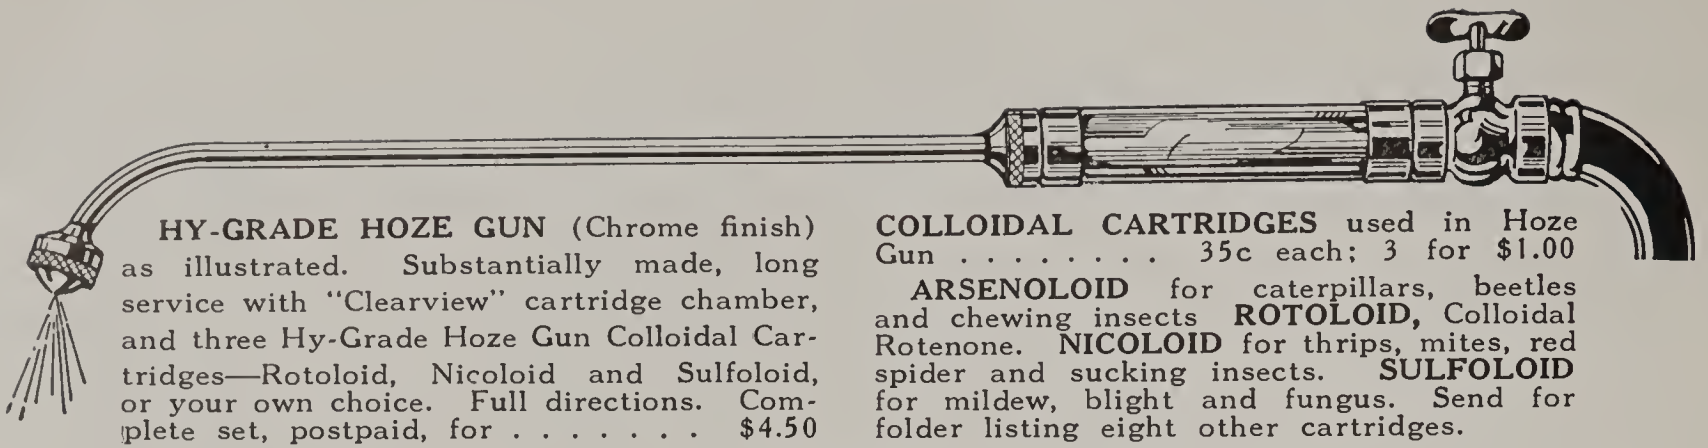 HY-GRADE HOZE GUN (Chrome finish)
as illustrated. Substantially made, long
service with "Clearview" cartridge chamber,
and three Hy-Grade Hoze Gun Colloidal Car-
tridges—Rotoloid, Nicoloid and Sulfoloid,
or your own choice. Full directions. Com-
plete set, postpaid, for . . . . . . . $4.50
COLLOIDAL CARTRIDGES used in Hoze
Gun . . . . . . . . . 35c each; 3 for $1.00
ARSENOLOID for caterpillars, beetles
and chewing insects ROTOLOID, Colloidal
Rotenone. NICOLOID for thrips, mites, red
spider and sucking insects. SULFOLOID
for mildew, blight and fungus. Send for
folder listing eight other cartridges.